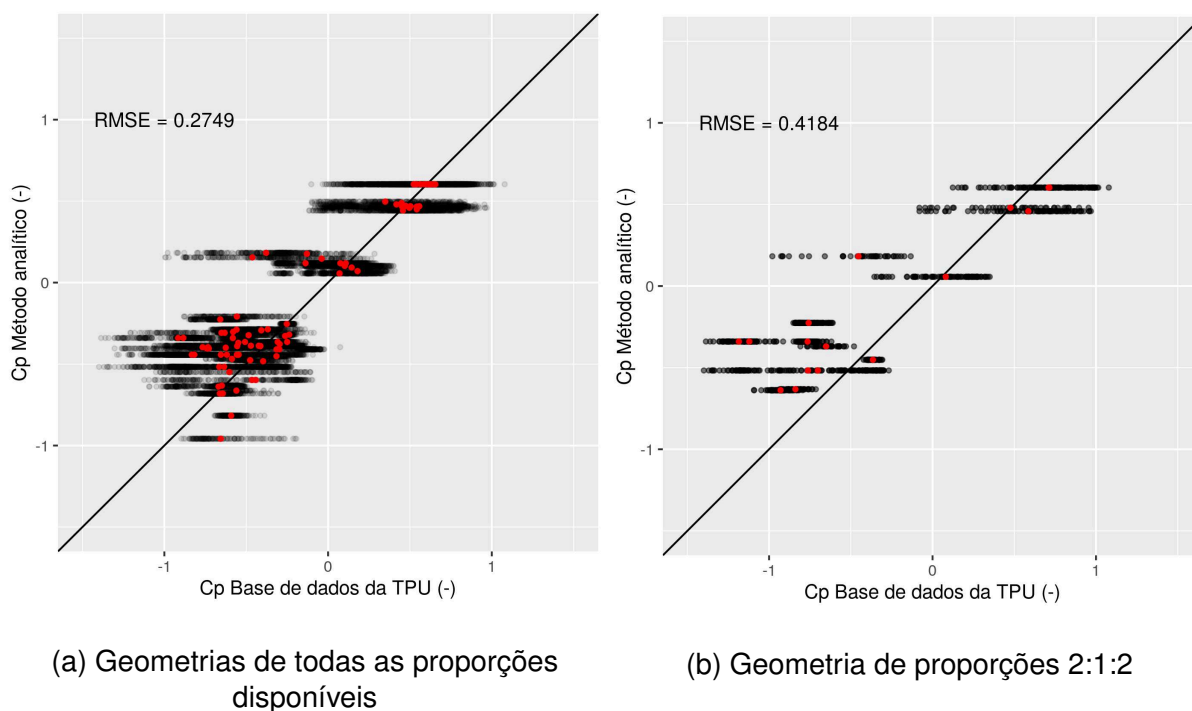 RMSE = 0.2749
1
0
-1
Cp Método analítico (-)
-1
0
1
Cp Base de dados da TPU (-)
(a) Geometrias de todas as proporções
disponíveis
RMSE = 0.4184
1
0
-1
Cp Método analítico (-)
-1
0
1
Cp Base de dados da TPU (-)
(b) Geometria de proporções 2:1:2